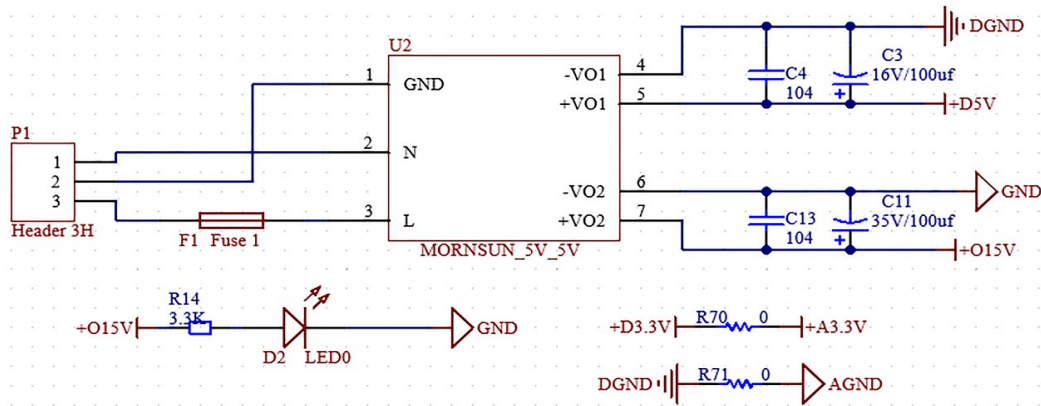 U2
DGND
1
GND
-VO1
4
C4
104
C3
16V/100uf
+
+VO1
5
+D5V
P1
1
2
3
Header 3H
2
N
-VO2
6
GND
F1
Fuse 1
3
L
+VO2
7
C13
104
C11
35V/100uf
+
+O15V
MORNSUN_5V_5V
+O15V
R14
3.3K
D2
LED0
GND
+D3.3V
R70
0
+A3.3V
DGND
R71
0
AGND